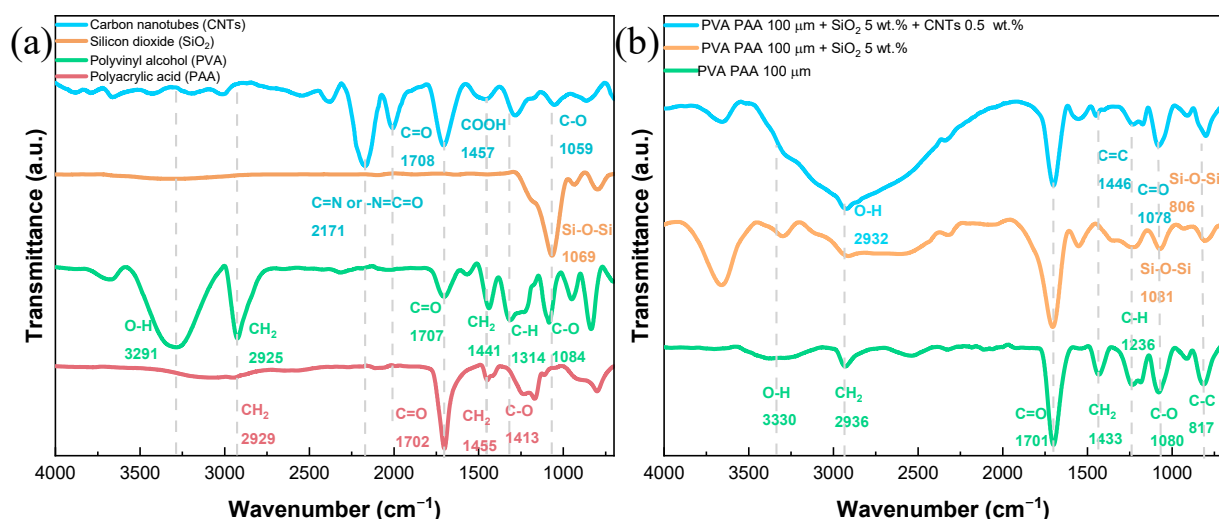 (a)
Carbon nanotubes (CNTs)
Silicon dioxide (SiO₂)
Polyvinyl alcohol (PVA)
Polyacrylic acid (PAA)
Transmittance (a.u.)
C=O
1708
COOH
1457
C-O
1059
C=N or -N=C=O
2171
Si-O-Si
1069
O-H
3291
CH₂
2925
C=O
1707
CH₂
1441
C-H
1314
C-O
1084
CH₂
2929
C=O
1702
CH₂
1455
C-O
1413
4000 3500 3000 2500 2000 1500 1000
Wavenumber (cm⁻¹)
(b)
PVA PAA 100 μm + SiO₂ 5 wt.% + CNTs 0.5 wt.%
PVA PAA 100 μm + SiO₂ 5 wt.%
PVA PAA 100 μm
Transmittance (a.u.)
O-H
2932
C=C
1446
C=O
1078
Si-O-Si
806
Si-O-Si
1081
O-H
3330
CH₂
2936
C=O
1701
CH₂
1433
C-H
1236
C-O
1080
C-C
817
4000 3500 3000 2500 2000 1500 1000
Wavenumber (cm⁻¹)